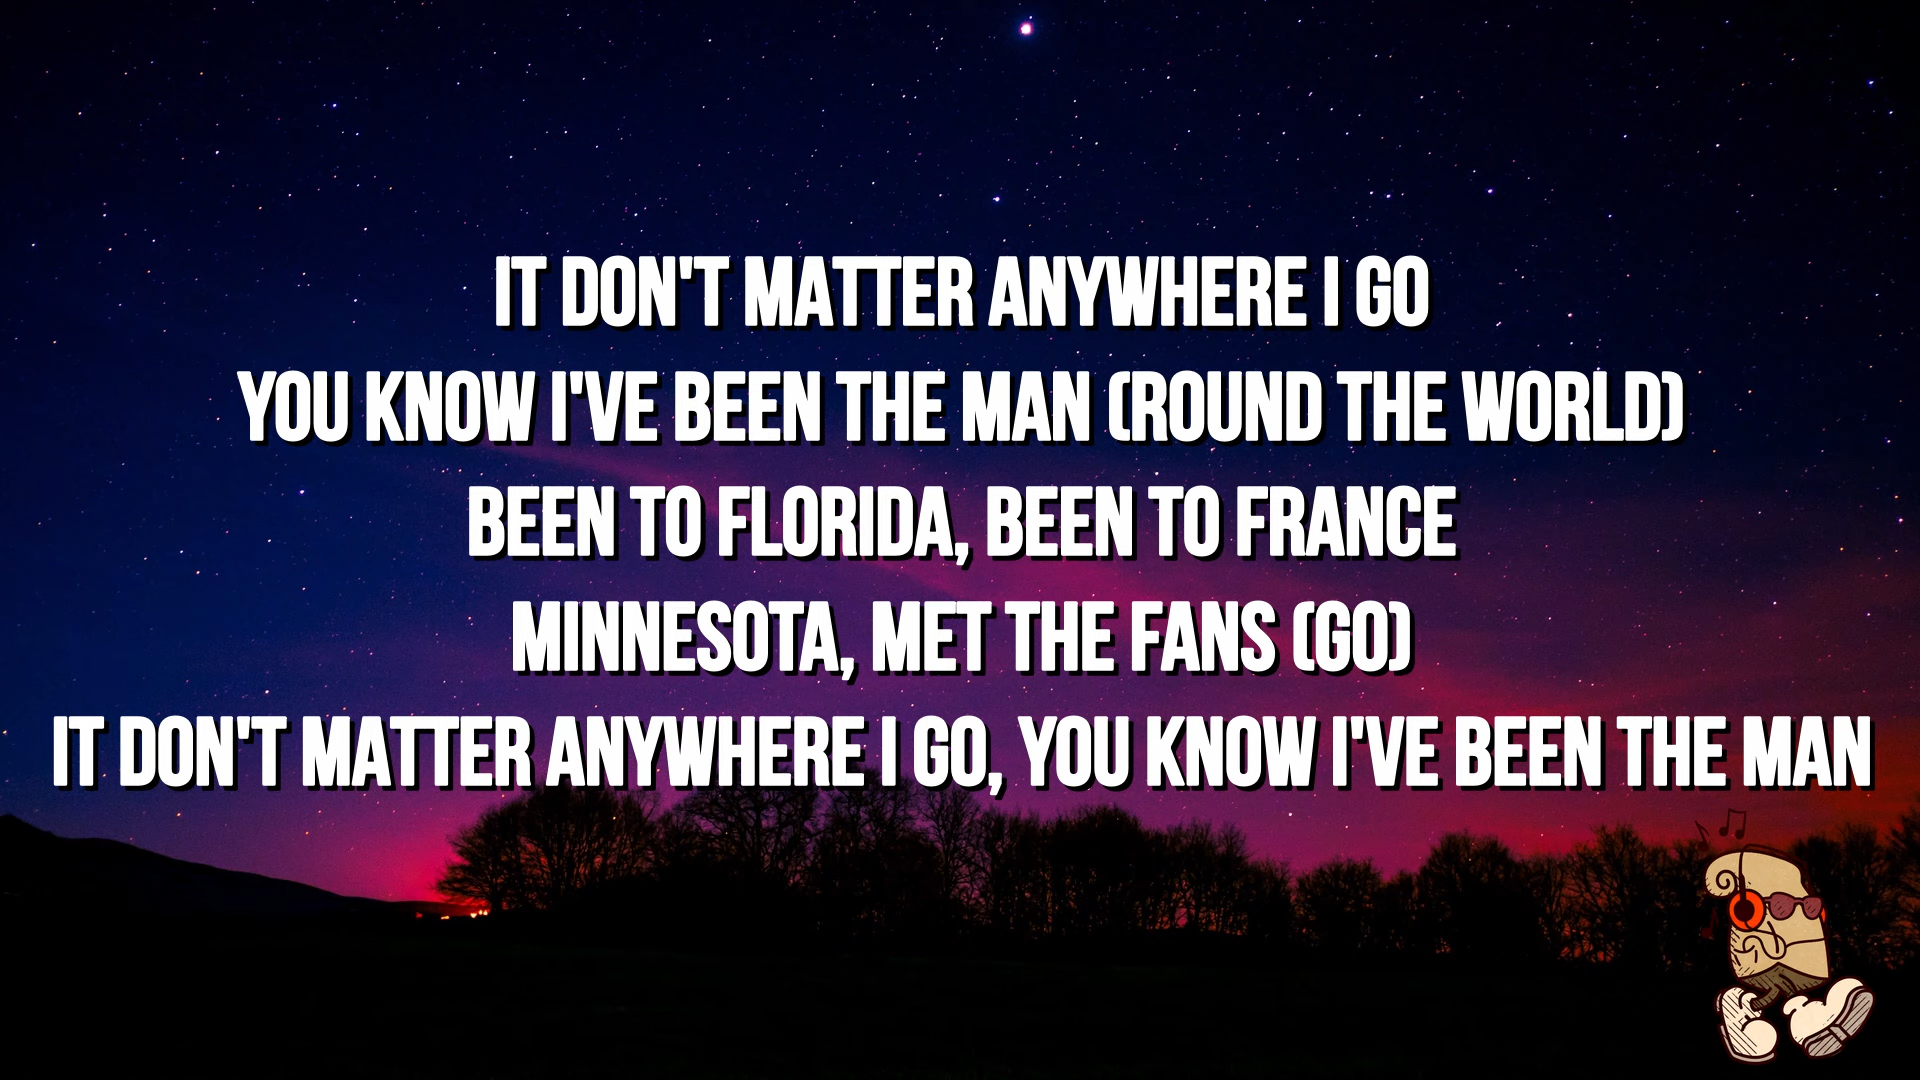 IT DON'T MATTER ANYWHERE I GO
YOU KNOW I'VE BEEN THE MAN (ROUND THE WORLD)
BEEN TO FLORIDA, BEEN TO FRANCE
MINNESOTA, MET THE FANS (GO)
IT DON'T MATTER ANYWHERE I GO, YOU KNOW I'VE BEEN THE MAN